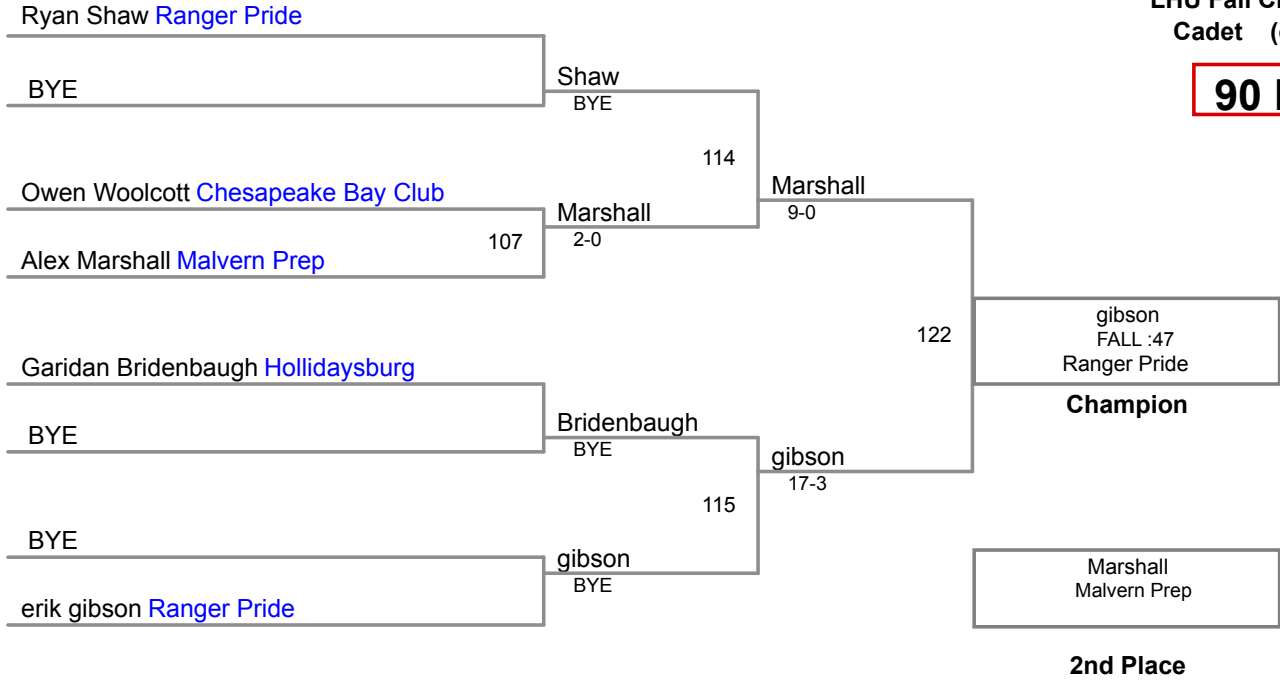 Ryan Shaw Ranger Pride
BYE
Owen Woolcott Chesapeake Bay Club
107
Alex Marshall Malvern Prep
Garidan Bridenbaugh Hollidaysburg
BYE
BYE
erik gibson Ranger Pride
Shaw
BYE
114
Marshall
2-0
Bridenbaugh
BYE
115
gibson
BYE
Marshall
9-0
122
gibson
17-3
LHU Fall
Cadet
90
gibson
FALL :47
Ranger Pride
Champion
Marshall
Malvern Prep
2nd Place